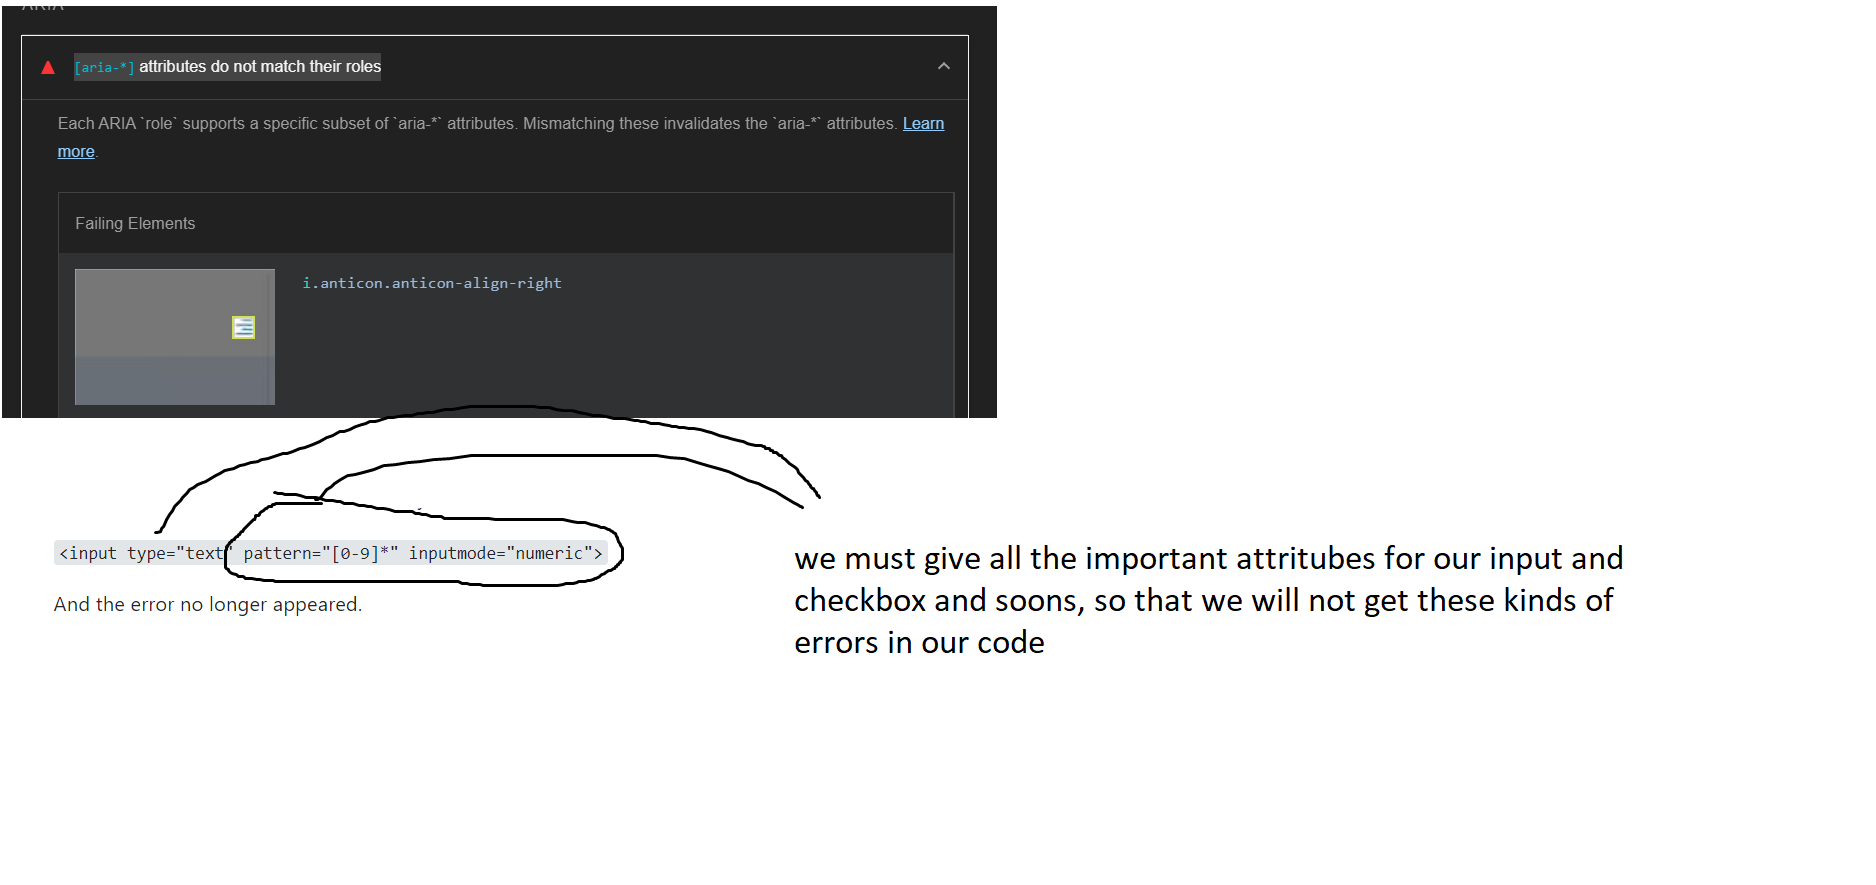 ARIA
[aria-*] attributes do not match their roles
Each ARIA `role` supports a specific subset of `aria-*` attributes. Mismatching these invalidates the `aria-*` attributes. Learn
more.
Failing Elements
i.anticon.anticon-align-right
<input type="text" pattern="[0-9]*" inputmode="numeric">
And the error no longer appeared.
we must give all the important attritubes for our input and
checkbox and soons, so that we will not get these kinds of
errors in our code